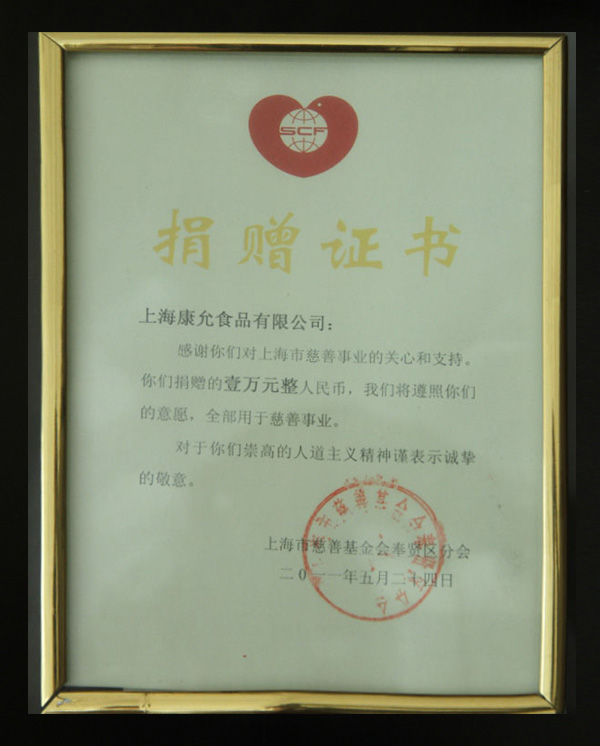 SCF
捐赠证书
上海康允食品有限公司：
感谢你们对上海市慈善事业的关心和支持。
你们捐赠的壹万元整人民币，我们将遵照你们
的意愿，全部用于慈善事业。
对于你们崇高的人道主义精神谨表示诚挚
的敬意。
上海市慈善基金会奉贤区分会
二0一一年五月二十四日